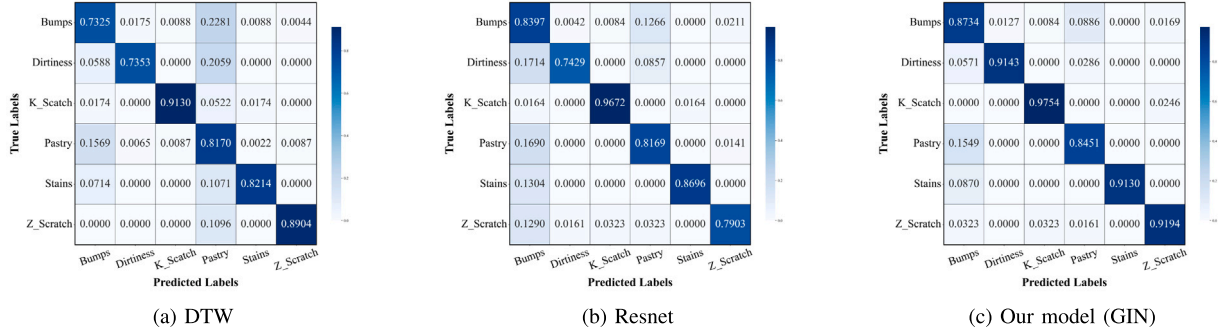 Bumps 0.7325 0.0175 0.0088 0.2281 0.0088 0.0044
Dirtiness 0.0588 0.7353 0.0000 0.2059 0.0000 0.0000
K_Scatch 0.0174 0.0000 0.9130 0.0522 0.0174 0.0000
Pastry 0.1569 0.0065 0.0087 0.8170 0.0022 0.0087
Stains 0.0714 0.0000 0.0000 0.1071 0.8214 0.0000
Z_Scratch 0.0000 0.0000 0.0000 0.1096 0.0000 0.8904
True Labels
Bumps Dirtiness K_Scatch Pastry Stains Z_Scratch
Predicted Labels
(a) DTW
Bumps 0.8397 0.0042 0.0084 0.1266 0.0000 0.0211
Dirtiness 0.1714 0.7429 0.0000 0.0857 0.0000 0.0000
K_Scatch 0.0164 0.0000 0.9672 0.0000 0.0164 0.0000
Pastry 0.1690 0.0000 0.0000 0.8169 0.0000 0.0141
Stains 0.1304 0.0000 0.0000 0.0000 0.8696 0.0000
Z_Scratch 0.1290 0.0161 0.0323 0.0323 0.0000 0.7903
True Labels
Bumps Dirtiness K_Scatch Pastry Stains Z_Scratch
Predicted Labels
(b) Resnet
Bumps 0.8734 0.0127 0.0084 0.0886 0.0000 0.0169
Dirtiness 0.0571 0.9143 0.0000 0.0286 0.0000 0.0000
K_Scatch 0.0000 0.0000 0.9754 0.0000 0.0000 0.0246
Pastry 0.1549 0.0000 0.0000 0.8451 0.0000 0.0000
Stains 0.0870 0.0000 0.0000 0.0000 0.9130 0.0000
Z_Scratch 0.0323 0.0000 0.0323 0.0161 0.0000 0.9194
True Labels
Bumps Dirtiness K_Scatch Pastry Stains Z_Scratch
Predicted Labels
(c) Our model (GIN)